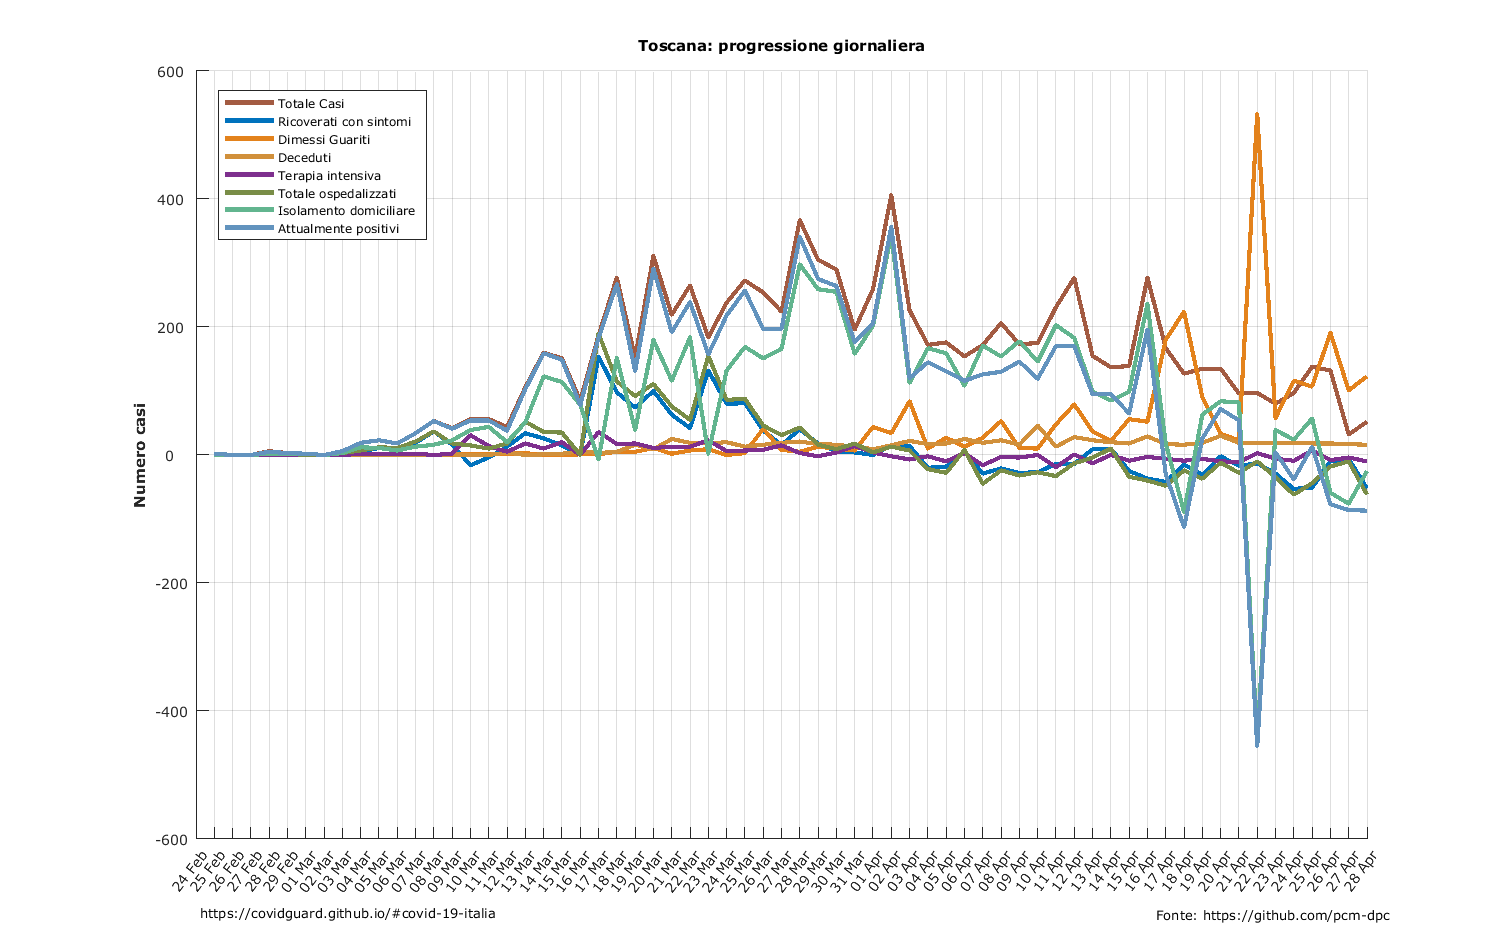 Toscana: progressione giornaliera
Numero casi
600
400
200
0
-200
-400
-600
Totale Casi
Ricoverati con sintomi
Dimessi Guariti
Deceduti
Terapia intensiva
Totale ospedalizzati
Isolamento domiciliare
Attualmente positivi
24 Feb
25 Feb
26 Feb
27 Feb
28 Feb
29 Feb
01 Mar
02 Mar
03 Mar
04 Mar
05 Mar
06 Mar
07 Mar
08 Mar
09 Mar
10 Mar
11 Mar
12 Mar
13 Mar
14 Mar
15 Mar
16 Mar
17 Mar
18 Mar
19 Mar
20 Mar
21 Mar
22 Mar
23 Mar
24 Mar
25 Mar
26 Mar
27 Mar
28 Mar
29 Mar
30 Mar
31 Mar
01 Apr
02 Apr
03 Apr
04 Apr
05 Apr
06 Apr
07 Apr
08 Apr
09 Apr
10 Apr
11 Apr
12 Apr
13 Apr
14 Apr
15 Apr
16 Apr
17 Apr
18 Apr
19 Apr
20 Apr
21 Apr
22 Apr
23 Apr
24 Apr
25 Apr
26 Apr
27 Apr
28 Apr
https://covidguard.github.io/#covid-19-italia
Fonte: https://github.com/pcm-dpc